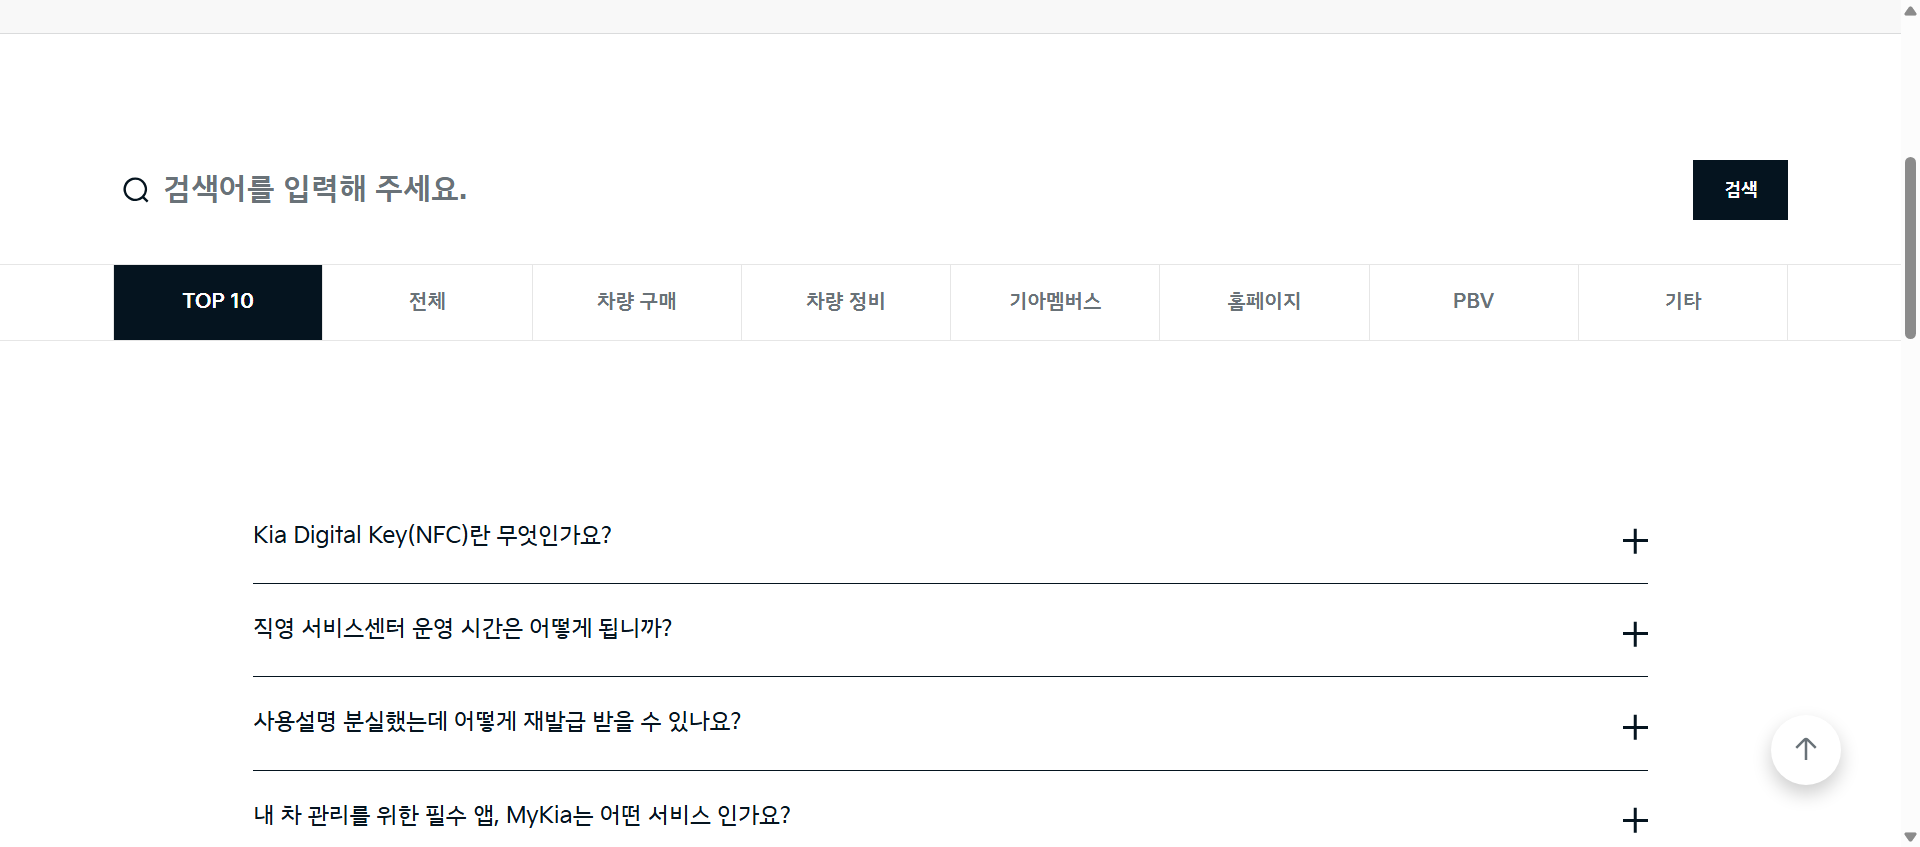 검색어를 입력해 주세요.
검색
TOP 10
전체
차량 구매
차량 정비
기아멤버스
홈페이지
PBV
기타
Kia Digital Key(NFC)란 무엇인가요?
직영 서비스센터 운영 시간은 어떻게 됩니까?
사용설명 분실했는데 어떻게 재발급 받을 수 있나요?
내 차 관리를 위한 필수 앱, MyKia는 어떤 서비스 인가요?